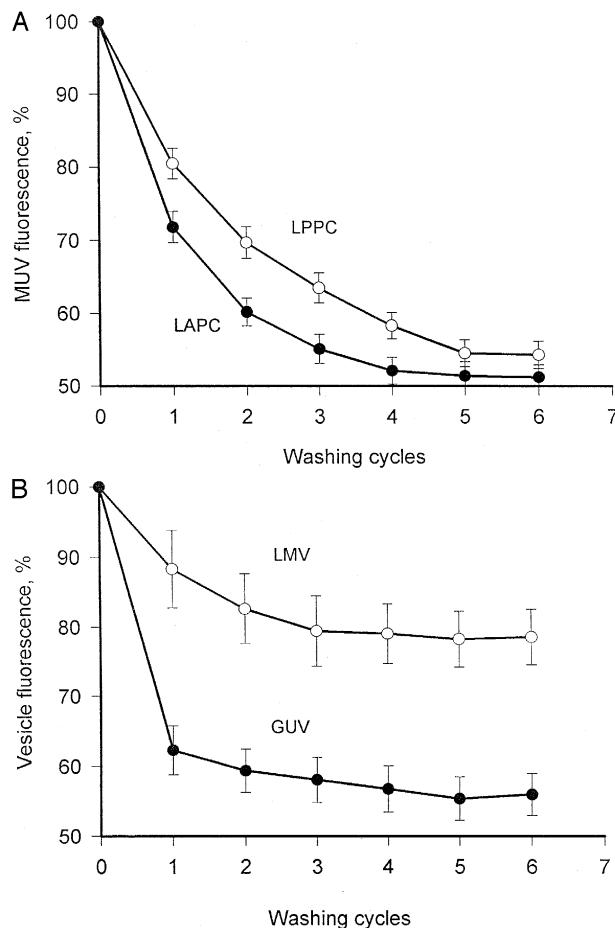 A
MUV fluorescence, %
100
90
80
70
60
50
LPPC
LAPC
0 1 2 3 4 5 6 7
Washing cycles
B
Vesicle fluorescence, %
100
90
80
70
60
50
LMV
GUV
0 1 2 3 4 5 6 7
Washing cycles